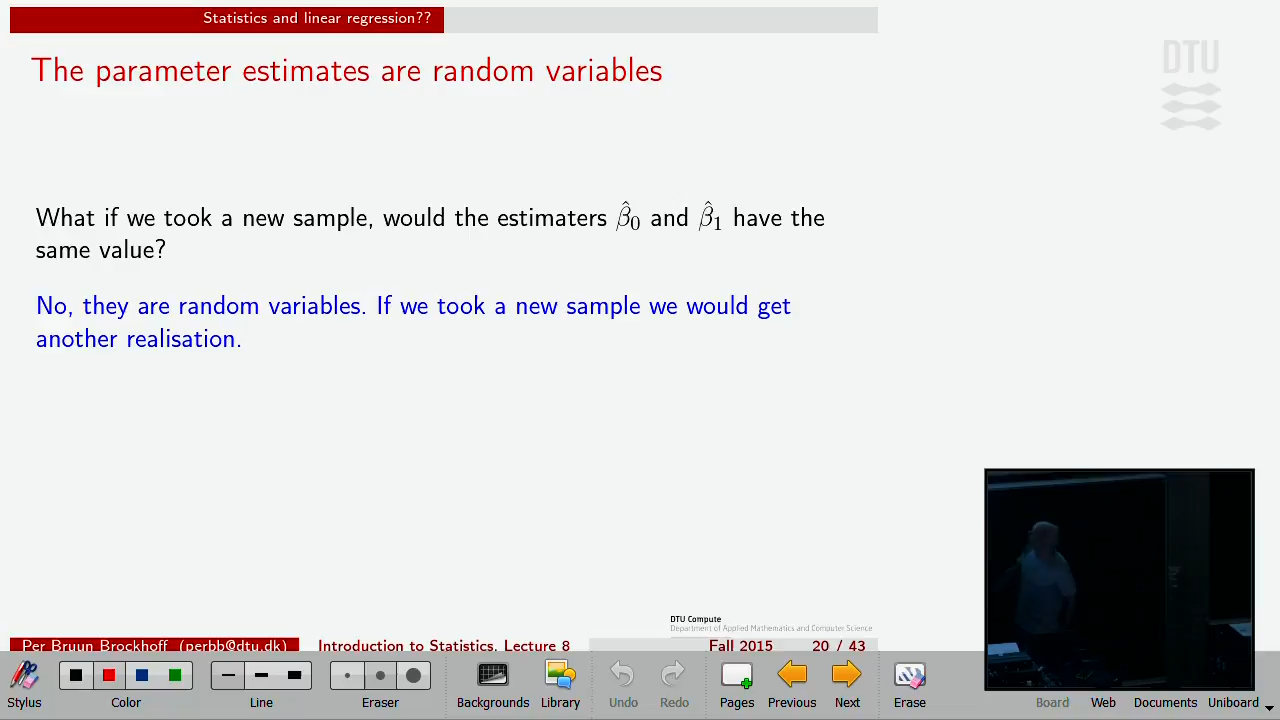 Statistics and linear regression??
The parameter estimates are random variables
DTU
What if we took a new sample, would the estimaters β̂₀ and β̂₁ have the
same value?
No, they are random variables. If we took a new sample we would get
another realisation.
DTU Compute
Department of Applied Mathematics and Computer Science
Per Bruun Brockhoff (perbb@dtu.dk) Introduction to Statistics, Lecture 8 Fall 2015 20 / 43
Stylus Color Line Eraser Backgrounds Library Undo Redo Pages Previous Next Erase Board Web Documents Uniboard